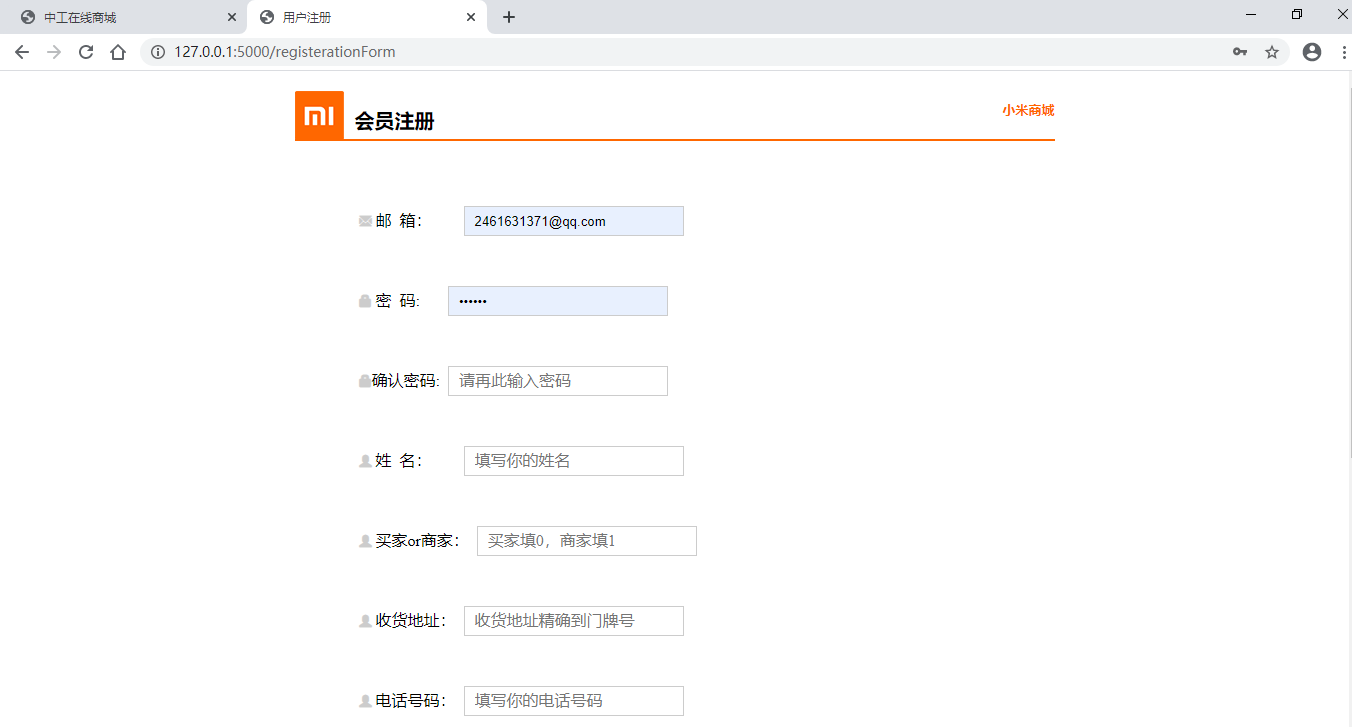 中工在线商城
用户注册
127.0.0.1:5000/registerationForm
mi 会员注册 小米商城
邮 箱： 2461631371@qq.com
密 码: ••••••
确认密码: 请再此输入密码
姓 名： 填写你的姓名
买家or商家： 买家填0，商家填1
收货地址： 收货地址精确到门牌号
电话号码： 填写你的电话号码